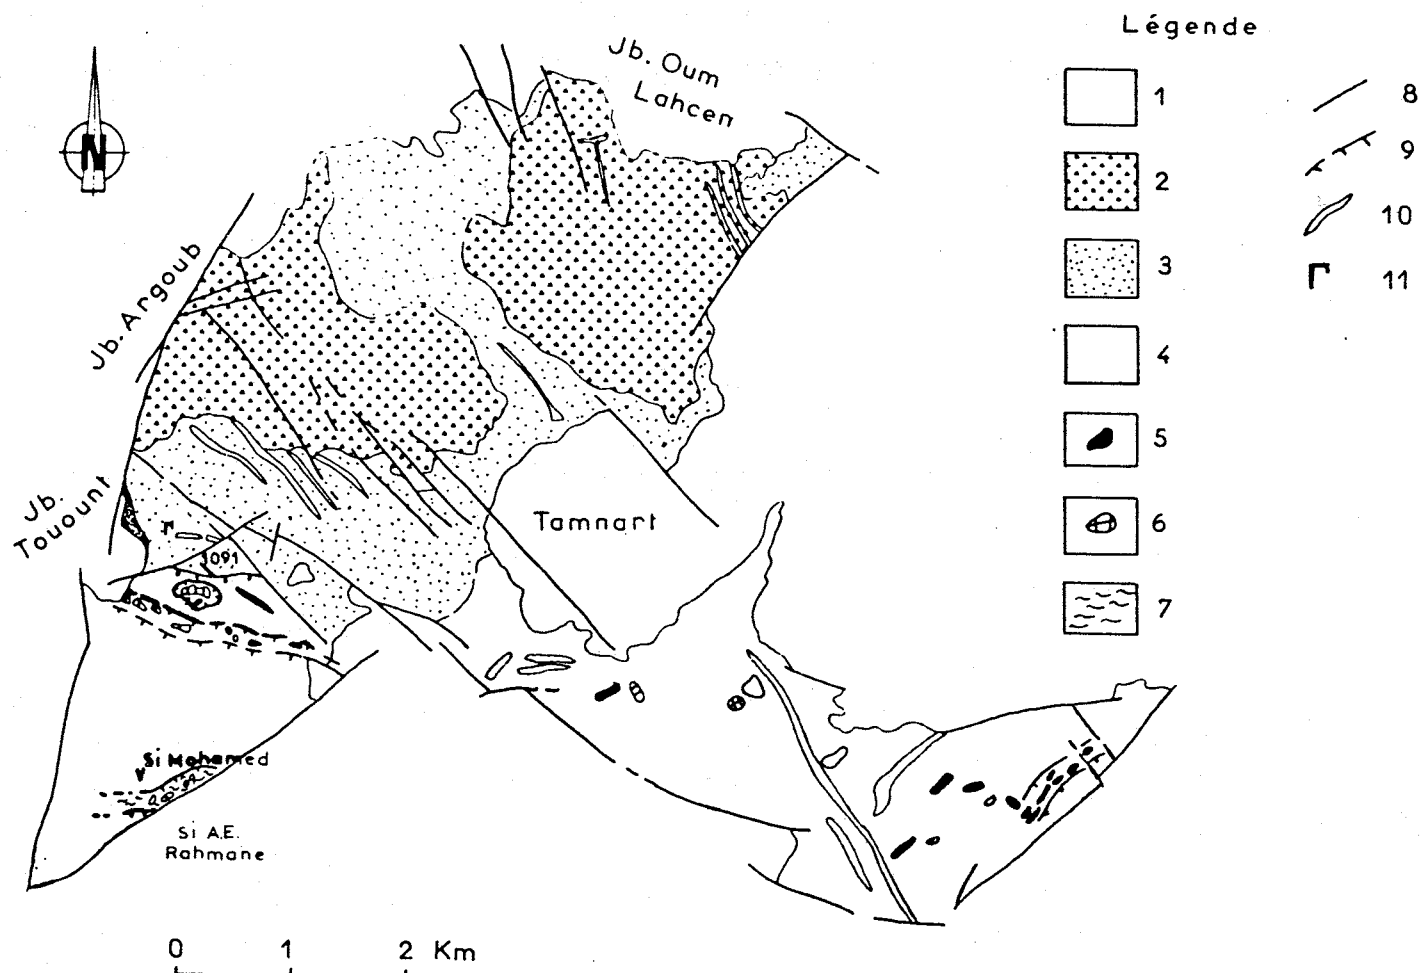 Légende
Jb. Oum
Lahcen
N
Jb. Argoub
Jb.
Touount
Tamnart
1091
Si Mohamed
Si A.E.
Rahmane
0 1 2 Km
1
2
3
4
5
6
7
8
9
10
11